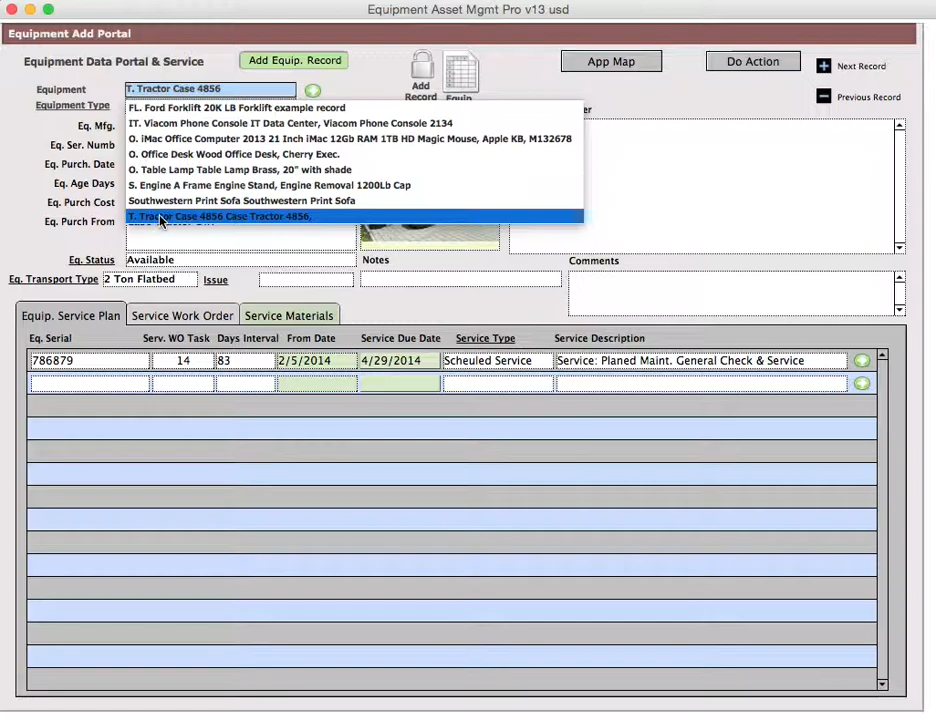 Equipment Asset Mgmt Pro v13 usd
Equipment Add Portal
Equipment Data Portal & Service
Add Equip. Record
Add
Record
Equip
App Map
Do Action
Next Record
Previous Record
Equipment
T. Tractor Case 4856
Equipment Type
FL. Ford Forklift 20K LB Forklift example record
IT. Viacom Phone Console IT Data Center, Viacom Phone Console 2134
O. iMac Office Computer 2013 21 Inch iMac 12Gb RAM 1TB HD Magic Mouse, Apple KB, M132678
O. Office Desk Wood Office Desk, Cherry Exec.
O. Table Lamp Table Lamp Brass, 20" with shade
S. Engine A Frame Engine Stand, Engine Removal 1200Lb Cap
Southwestern Print Sofa Southwestern Print Sofa
T. Tractor Case 4856 Case Tractor 4856,
Eq. Mfg.
Eq. Ser. Numb
Eq. Purch. Date
Eq. Age Days
Eq. Purch Cost
Eq. Purch From
Eq. Status
Available
Notes
Comments
Eq. Transport Type
2 Ton Flatbed
Issue
Equip. Service Plan
Service Work Order
Service Materials
Eq. Serial
Serv. WO Task
Days Interval
From Date
Service Due Date
Service Type
Service Description
786879
14
83
2/5/2014
4/29/2014
Scheuled Service
Service: Planed Maint. General Check & Service